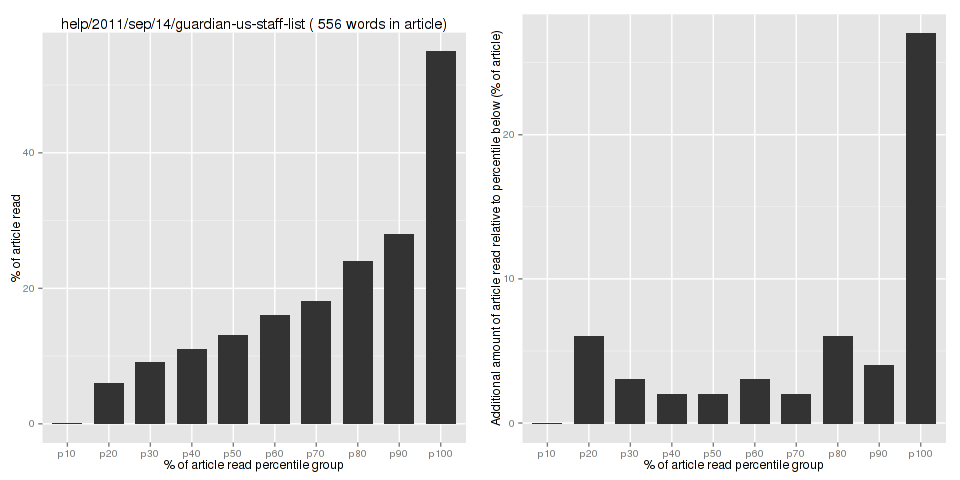 help/2011/sep/14/guardian-us-staff-list ( 556 words in article)
% of article read
40
20
0
p10 p20 p30 p40 p50 p60 p70 p80 p90 p100
% of article read percentile group
Additional amount of article read relative to percentile below (% of article)
20
10
0
p10 p20 p30 p40 p50 p60 p70 p80 p90 p100
% of article read percentile group